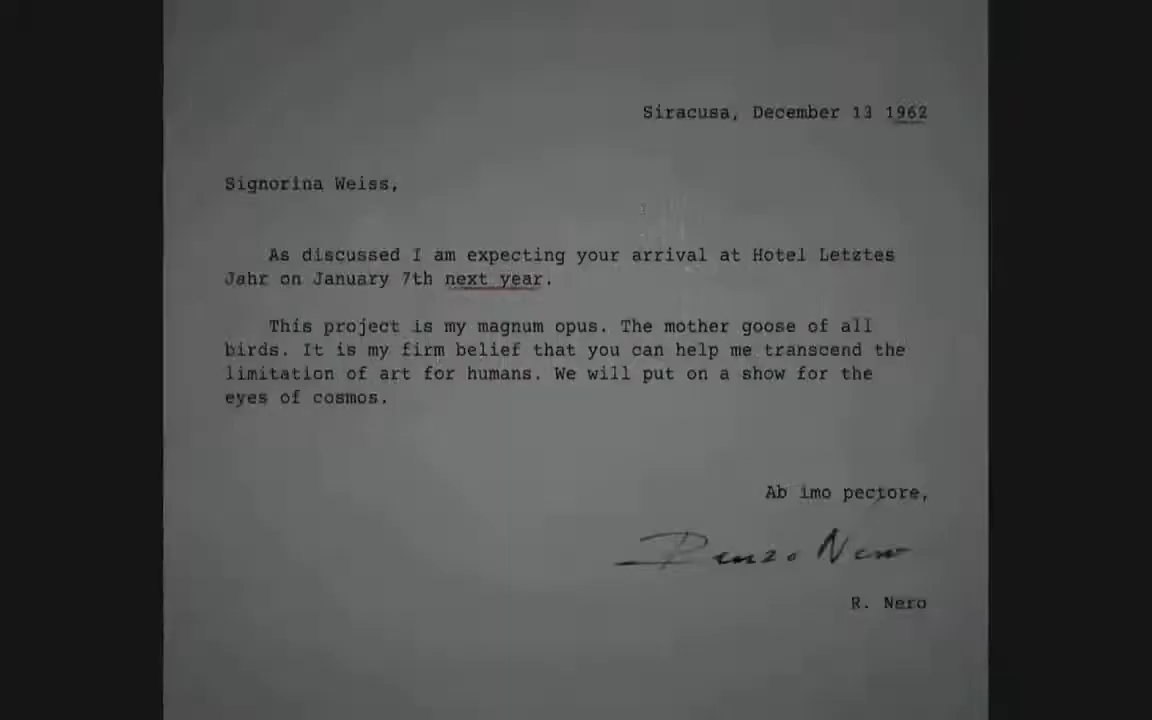 Siracusa, December 13 1962
Signorina Weiss,
As discussed I am expecting your arrival at Hotel Letztes
Jahr on January 7th next year.
This project is my magnum opus. The mother goose of all
birds. It is my firm belief that you can help me transcend the
limitation of art for humans. We will put on a show for the
eyes of cosmos.
Ab imo pectore,
Renzo Nero
R. Nero